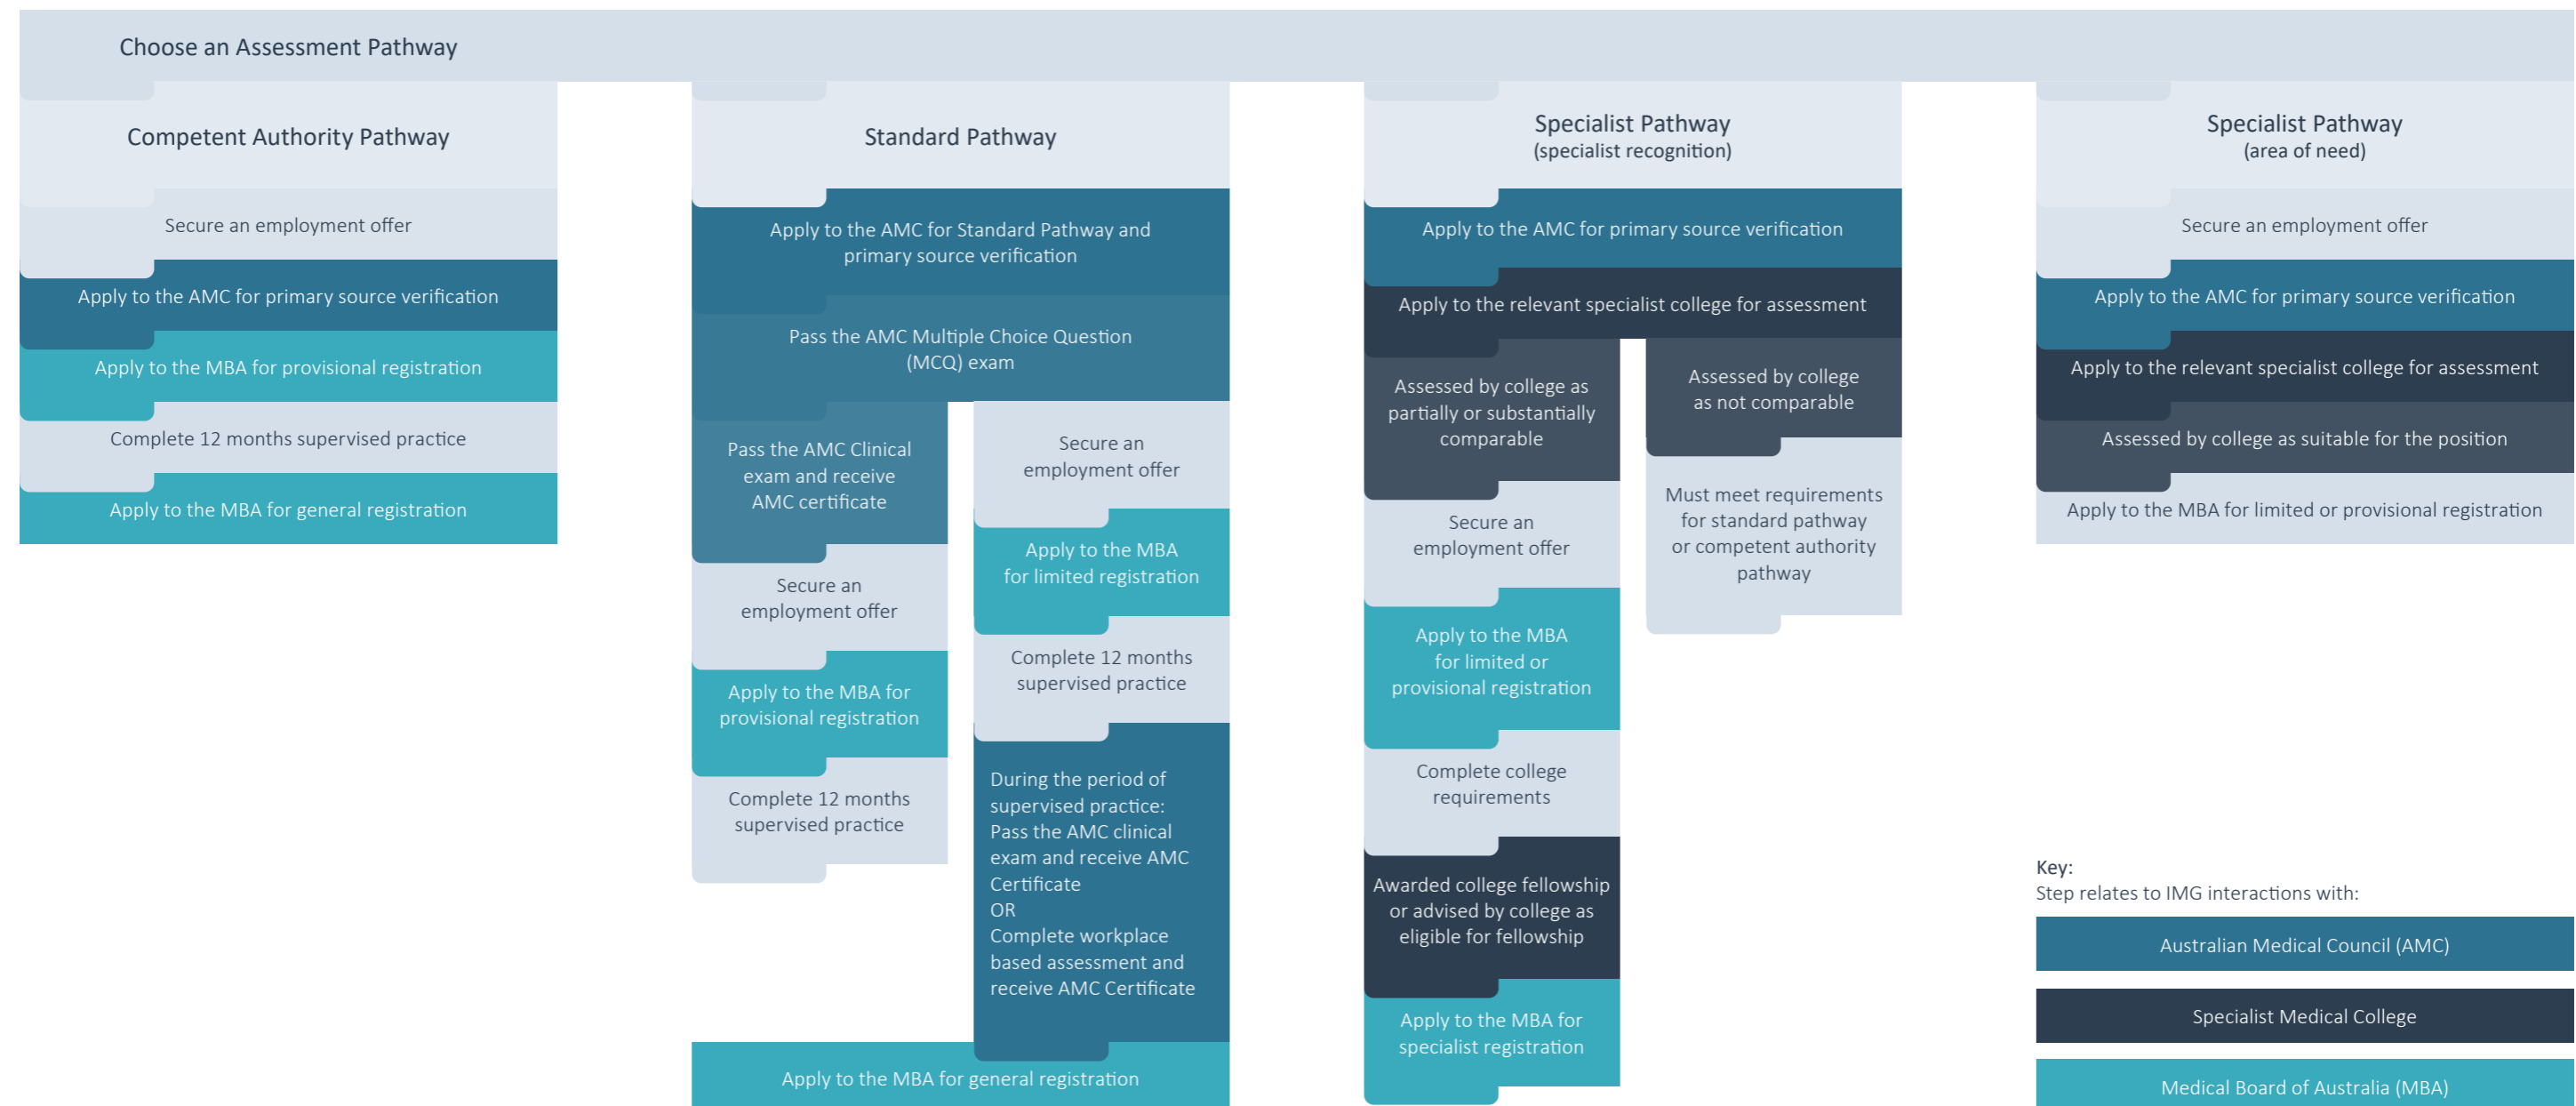 Choose an Assessment Pathway
Competent Authority Pathway
Secure an employment offer
Apply to the AMC for primary source verification
Apply to the MBA for provisional registration
Complete 12 months supervised practice
Apply to the MBA for general registration
Standard Pathway
Apply to the AMC for Standard Pathway and
primary source verification
Pass the AMC Multiple Choice Question
(MCQ) exam
Pass the AMC Clinical
exam and receive
AMC certificate
Secure an
employment offer
Apply to the MBA for
provisional registration
Complete 12 months
supervised practice
Secure an
employment offer
Apply to the MBA
for limited registration
Complete 12 months
supervised practice
During the period of
supervised practice:
Pass the AMC clinical
exam and receive AMC
Certificate
OR
Complete workplace
based assessment and
receive AMC Certificate
Apply to the MBA for general registration
Specialist Pathway
(specialist recognition)
Apply to the AMC for primary source verification
Apply to the relevant specialist college for assessment
Assessed by college as
partially or substantially
comparable
Secure an
employment offer
Apply to the MBA
for limited or
provisional registration
Complete college
requirements
Awarded college fellowship
or advised by college as
eligible for fellowship
Apply to the MBA for
specialist registration
Assessed by college
as not comparable
Must meet requirements
for standard pathway
or competent authority
pathway
Specialist Pathway
(area of need)
Secure an employment offer
Apply to the AMC for primary source verification
Apply to the relevant specialist college for assessment
Assessed by college as suitable for the position
Apply to the MBA for limited or provisional registration
Key:
Step relates to IMG interactions with:
Australian Medical Council (AMC)
Specialist Medical College
Medical Board of Australia (MBA)